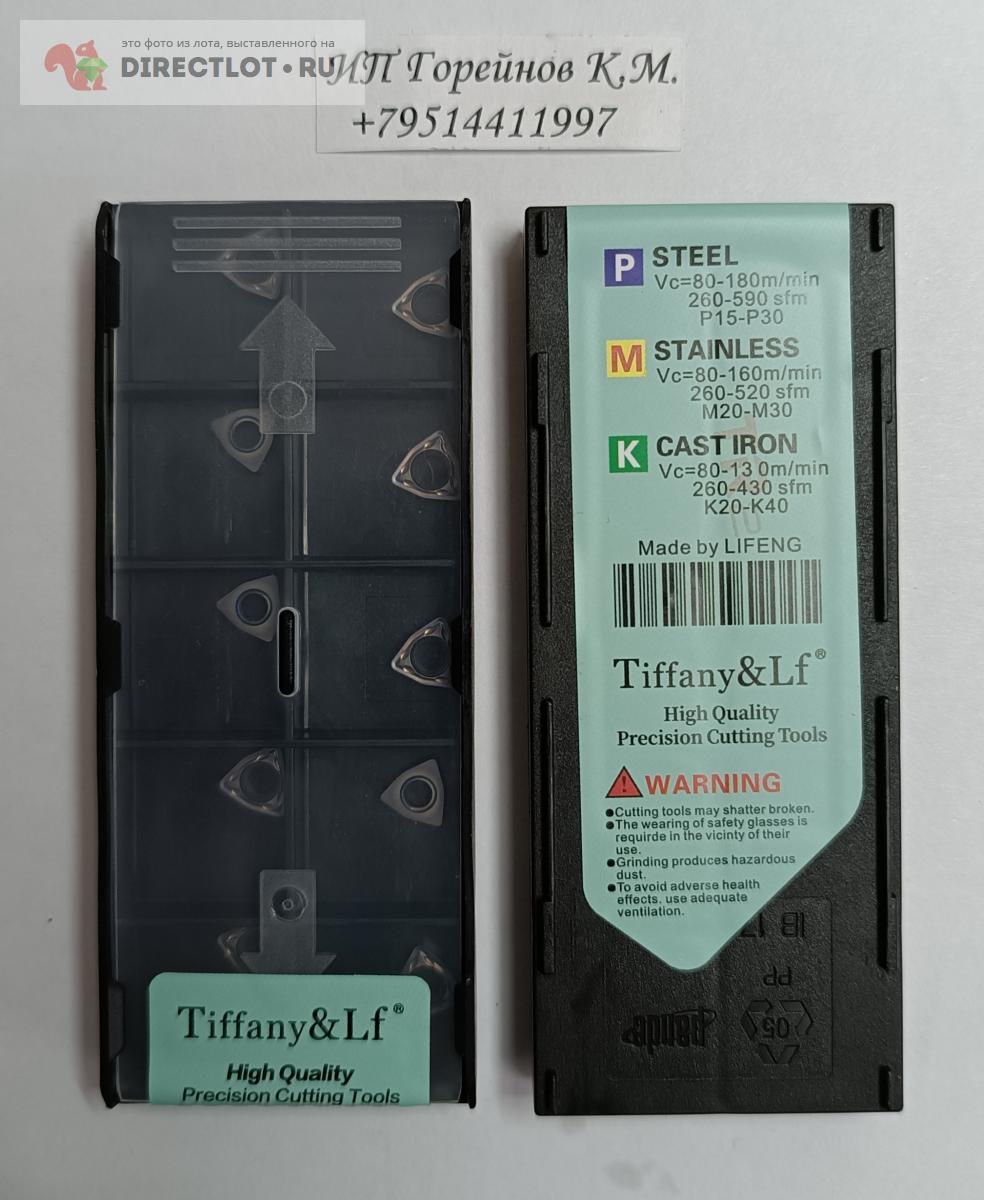 это фото из лота, выставленного на
DIRECTLOT•RU
ИП Горейнов К.М.
+79514411997
Tiffany&Lf®
High Quality
Precision Cutting Tools
P STEEL
Vc=80-180m/min
260-590 sfm
P15-P30
M STAINLESS
Vc=80-160m/min
260-520 sfm
M20-M30
K CAST IRON
Vc=80-13 0m/min
260-430 sfm
K20-K40
Made by LIFENG
Tiffany&Lf®
High Quality
Precision Cutting Tools
WARNING
●Cutting tools may shatter broken.
●The wearing of safety glasses is
requirde in the vicinty of their
use.
●Grinding produces hazardous
dust.
●To avoid adverse health
effects. use adequate
ventilation.
PP
05